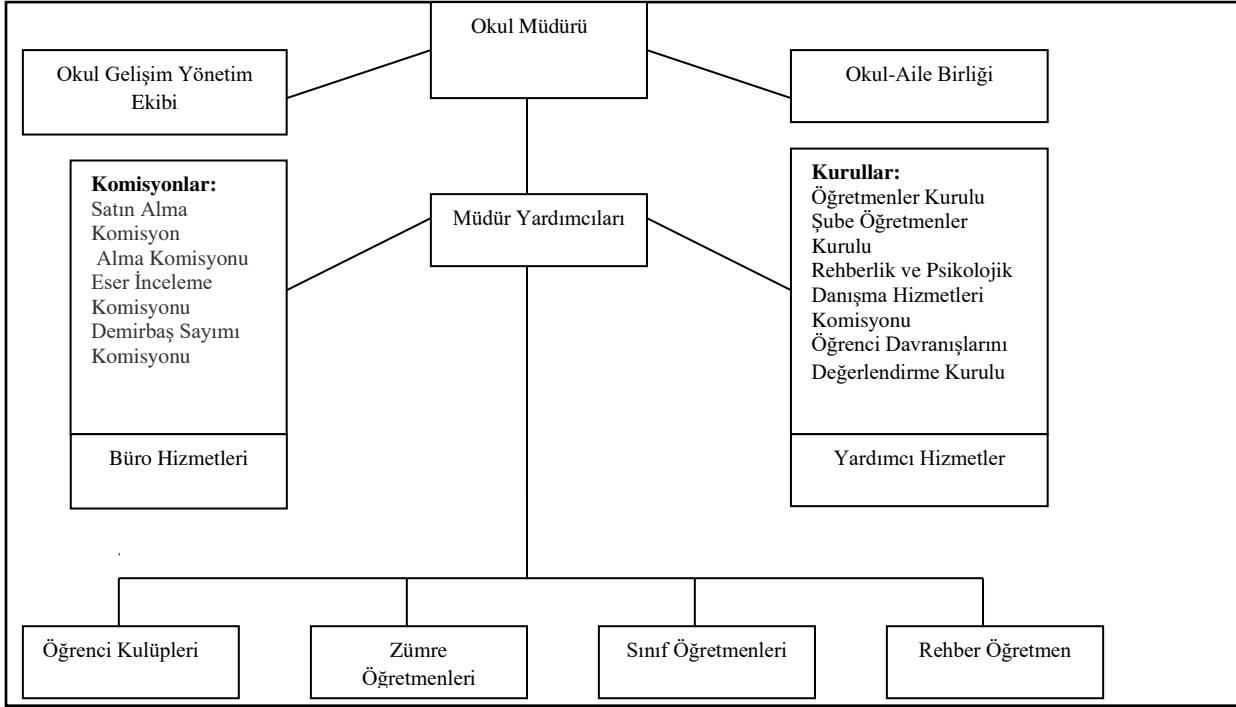 Okul Müdürü
Okul Gelişim Yönetim
Ekibi
Okul-Aile Birliği
Komisyonlar:
Satın Alma
Komisyon
Alma Komisyonu
Eser İnceleme
Komisyonu
Demirbaş Sayımı
Komisyonu
Müdür Yardımcıları
Kurullar:
Öğretmenler Kurulu
Şube Öğretmenler
Kurulu
Rehberlik ve Psikolojik
Danışma Hizmetleri
Komisyonu
Öğrenci Davranışlarını
Değerlendirme Kurulu
Büro Hizmetleri
Yardımcı Hizmetler
Öğrenci Kulüpleri
Zümre
Öğretmenleri
Sınıf Öğretmenleri
Rehber Öğretmen